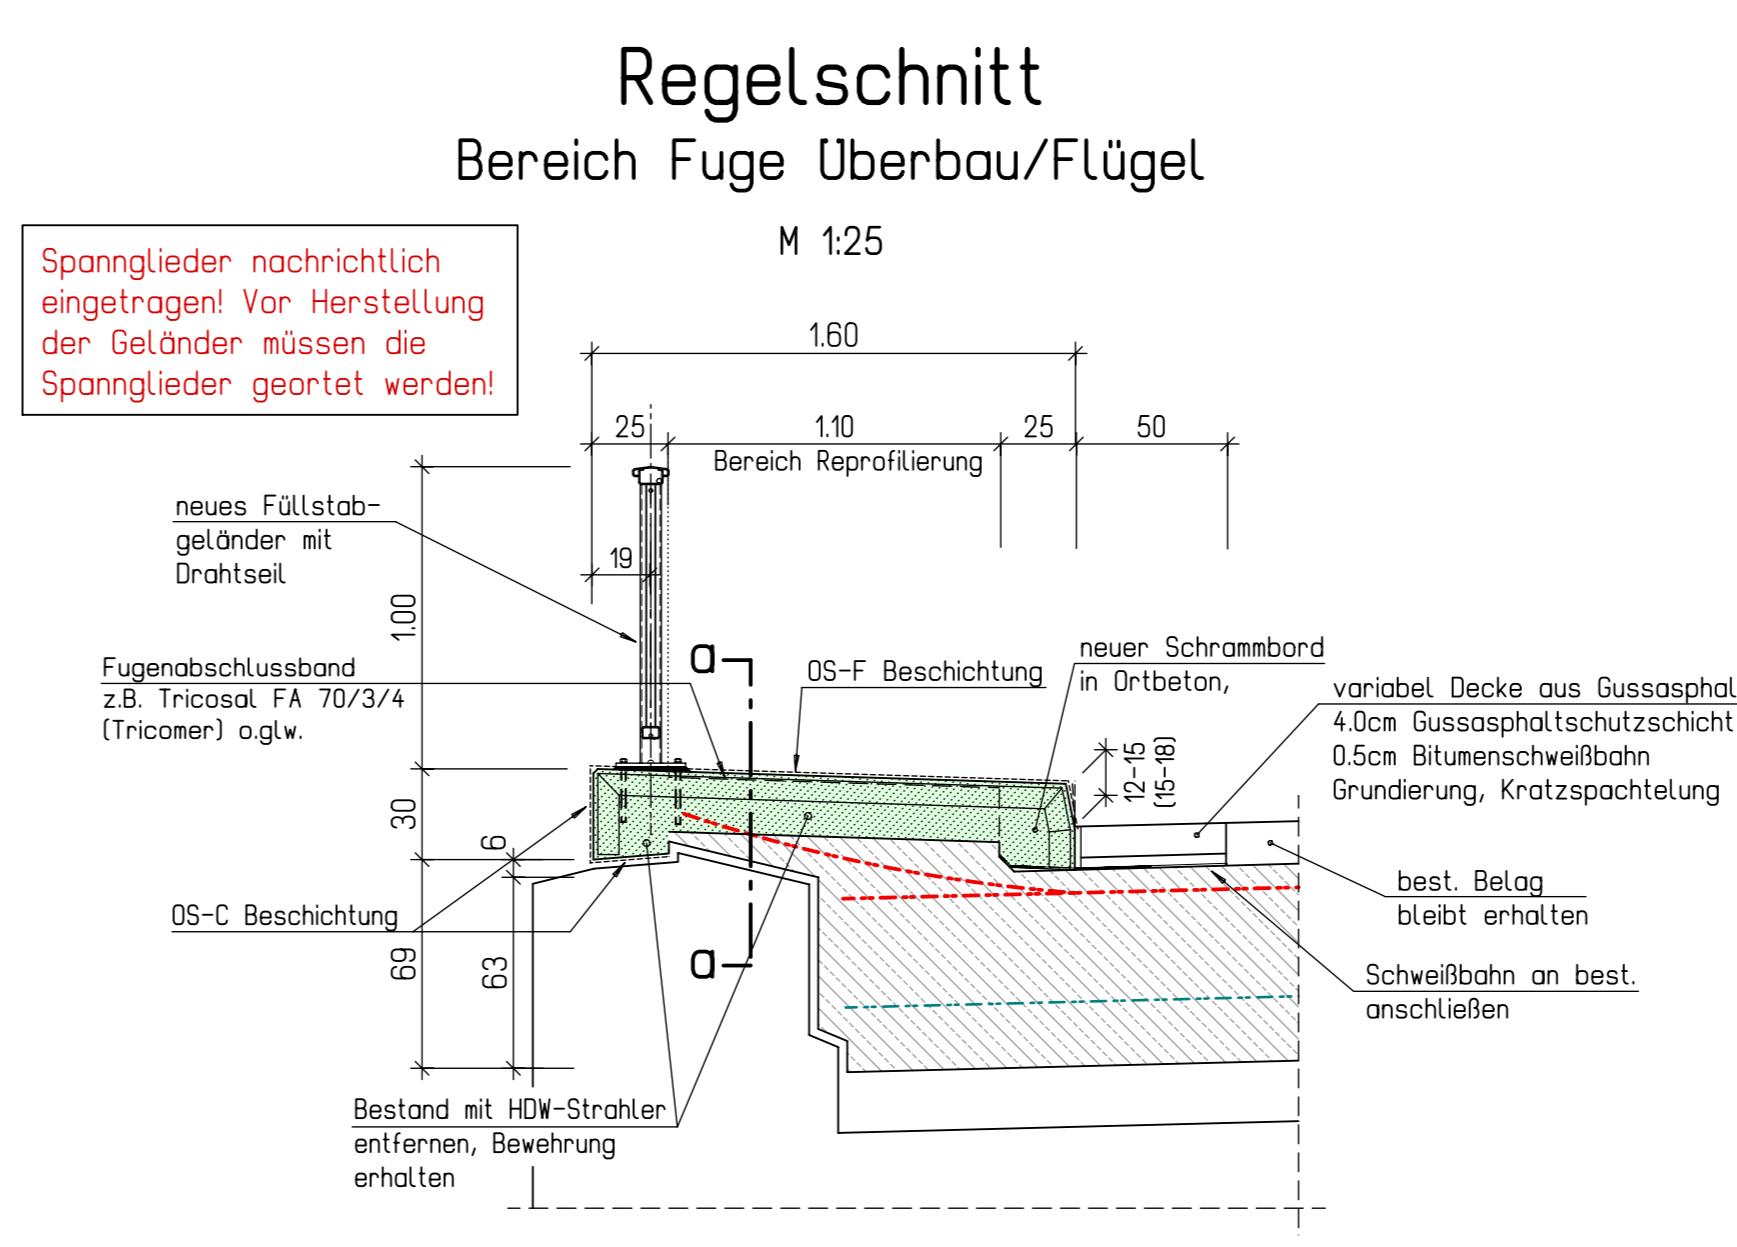 Regelschnitt
Bereich Fuge Überbau/Flügel
M 1:25
Spannglieder nachrichtlich
eingetragen! Vor Herstellung
der Geländer müssen die
Spannglieder geortet werden!
1.60
25
1.10
25
50
Bereich Reprofilierung
neues Füllstab-
geländer mit
Drahtseil
19
1.00
Fugenabschlussband
z.B. Tricosal FA 70/3/4
(Tricomer) o.glw.
a
OS-F Beschichtung
neuer Schrammbord
in Ortbeton,
12-15
(15-18)
variabel Decke aus Gussasphal
4.0cm Gussasphaltschutzschicht
0.5cm Bitumenschweißbahn
Grundierung, Kratzspachtelung
30
6
OS-C Beschichtung
69
63
a
best. Belag
bleibt erhalten
Schweißbahn an best.
anschließen
Bestand mit HDW-Strahler
entfernen, Bewehrung
erhalten